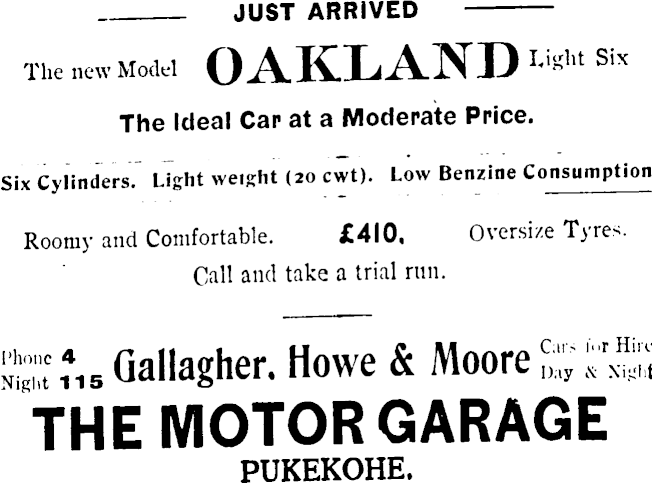 JUST ARRIVED
The new Model OAKLAND Light Six
The Ideal Car at a Moderate Price.
Six Cylinders. Light weight (20 cwt). Low Benzine Consumption
Roomy and Comfortable. £410. Oversize Tyres.
Call and take a trial run.
Phone 4 Gallagher, Howe & Moore Cars for Hire
Night 115 Day & Night
THE MOTOR GARAGE
PUKEKOHE.